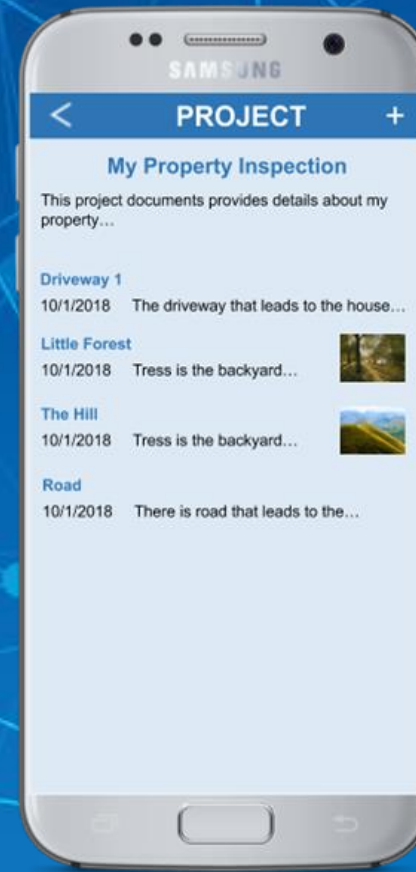 SAMSUNG
< PROJECT +
My Property Inspection
This project documents provides details about my
property…
Driveway 1
10/1/2018 The driveway that leads to the house…
Little Forest
10/1/2018 Tress is the backyard…
The Hill
10/1/2018 Tress is the backyard…
Road
10/1/2018 There is road that leads to the…